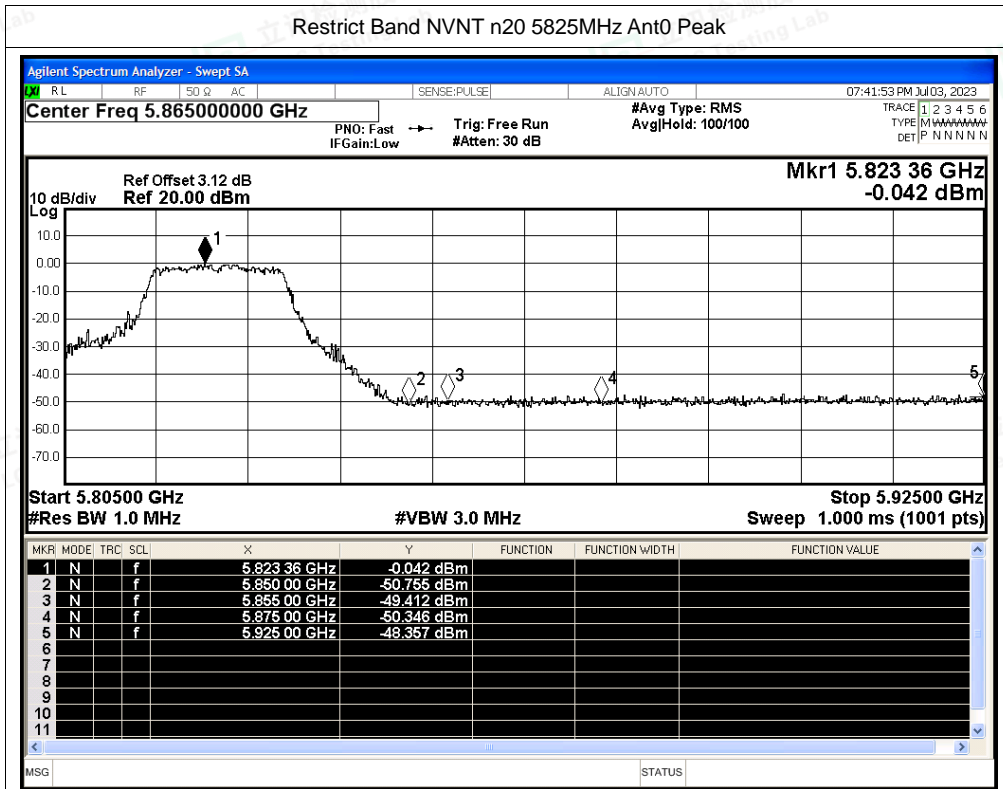 Restrict Band NVNT n20 5825MHz Ant0 Peak
Agilent Spectrum Analyzer - Swept SA
LXI RL RF 50 Ω AC SENSE:PULSE ALIGN AUTO 07:41:53 PM Jul 03, 2023
Center Freq 5.865000000 GHz #Avg Type: RMS TRACE 1 2 3 4 5 6
PNO: Fast Trig: Free Run Avg|Hold: 100/100 TYPE M
IFGain:Low #Atten: 30 dB DET P N N N N N
Mkr1 5.823 36 GHz
Ref Offset 3.12 dB
10 dB/div Ref 20.00 dBm -0.042 dBm
Log
10.0
0.00
-10.0
-20.0
-30.0
-40.0
-50.0
-60.0
-70.0
1
2
3
4
5
Start 5.80500 GHz Stop 5.92500 GHz
#Res BW 1.0 MHz #VBW 3.0 MHz Sweep 1.000 ms (1001 pts)
MKR MODE TRC SCL X Y FUNCTION FUNCTION WIDTH FUNCTION VALUE
1 N f 5.823 36 GHz -0.042 dBm
2 N f 5.850 00 GHz -50.755 dBm
3 N f 5.855 00 GHz -49.412 dBm
4 N f 5.875 00 GHz -50.346 dBm
5 N f 5.925 00 GHz -48.357 dBm
6
7
8
9
10
11
MSG STATUS